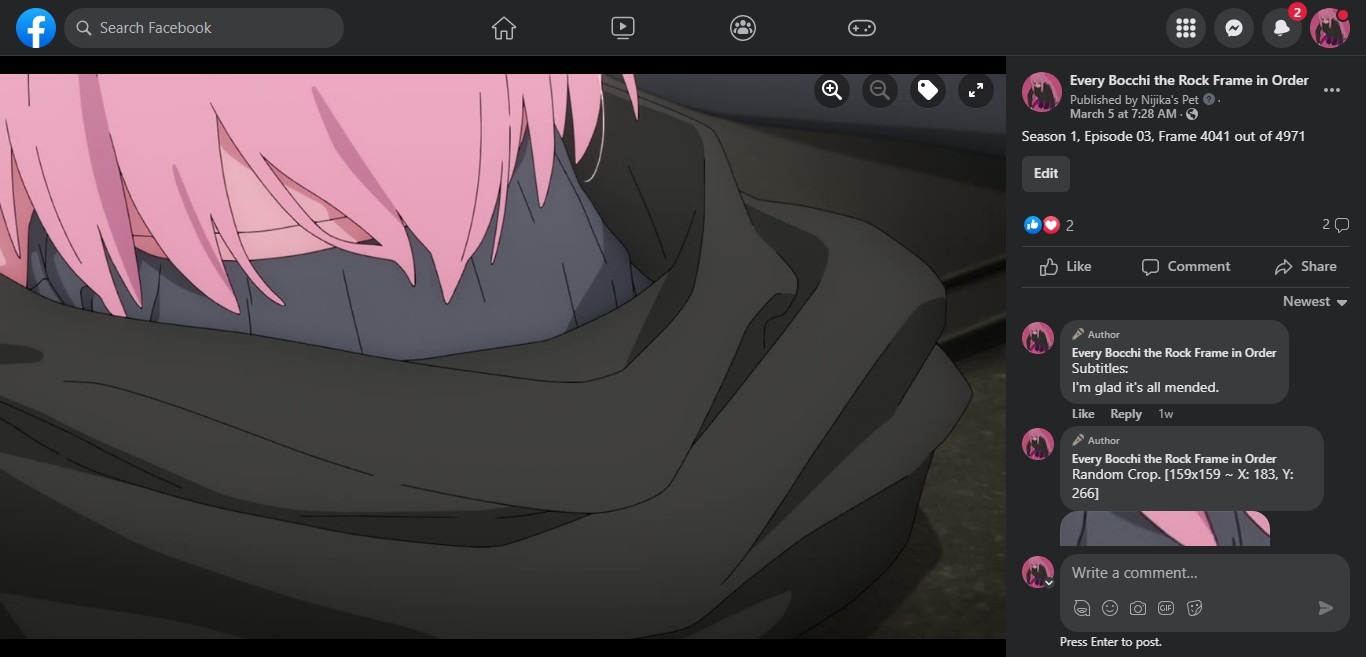 Search Facebook
2
Every Bocchi the Rock Frame in Order
Published by Nijika's Pet ·
March 5 at 7:28 AM ·
Season 1, Episode 03, Frame 4041 out of 4971
Edit
2
2
Like
Comment
Share
Newest
Author
Every Bocchi the Rock Frame in Order
Subtitles:
I'm glad it's all mended.
Like Reply 1w
Author
Every Bocchi the Rock Frame in Order
Random Crop. [159x159 ~ X: 183, Y:
266]
Write a comment...
GIF
Press Enter to post.